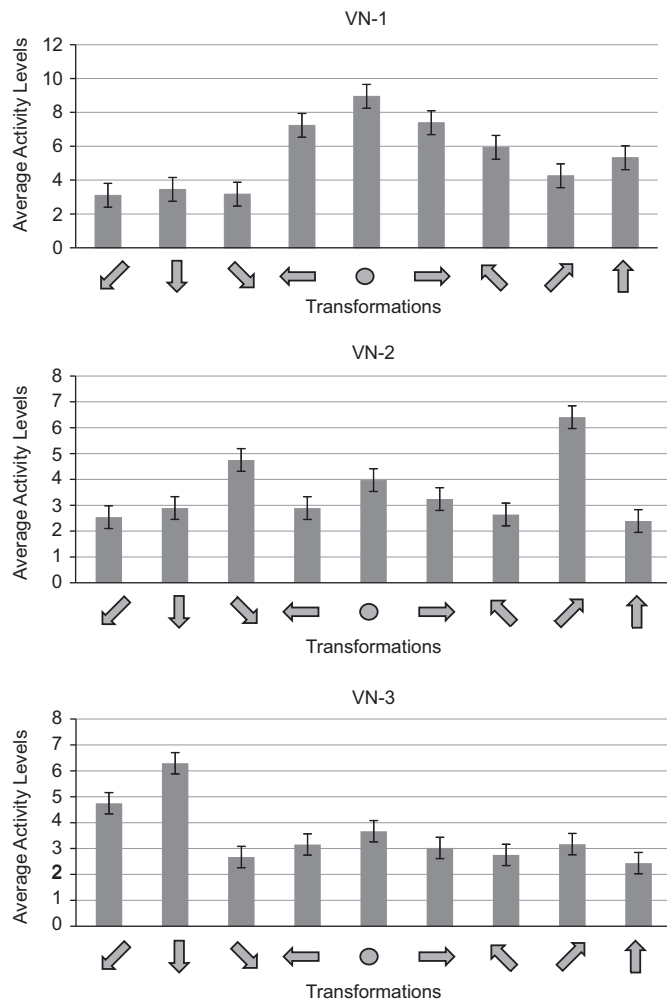 VN-1
Average Activity Levels
12
10
8
6
4
2
0
Transformations
VN-2
Average Activity Levels
8
7
6
5
4
3
2
1
0
Transformations
VN-3
Average Activity Levels
8
7
6
5
4
3
2
1
0
Transformations